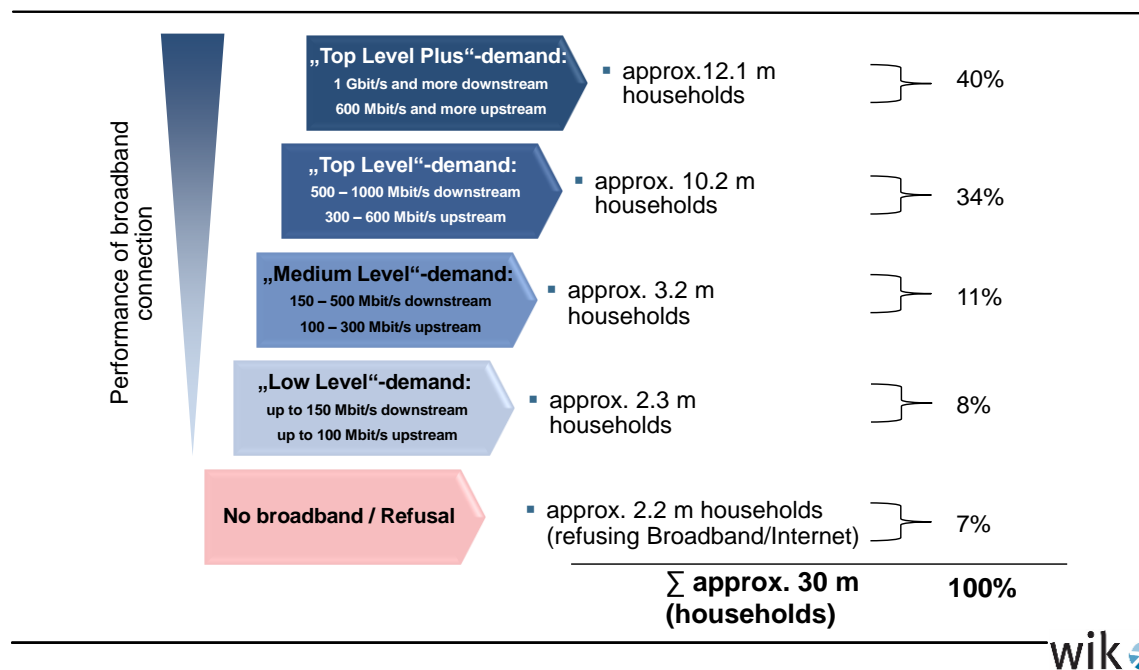 Performance of broadband
connection
„Top Level Plus“-demand:
1 Gbit/s and more downstream
600 Mbit/s and more upstream
▪ approx.12.1 m
households
40%
„Top Level“-demand:
500 – 1000 Mbit/s downstream
300 – 600 Mbit/s upstream
▪ approx. 10.2 m
households
34%
„Medium Level“-demand:
150 – 500 Mbit/s downstream
100 – 300 Mbit/s upstream
▪ approx. 3.2 m
households
11%
„Low Level“-demand:
up to 150 Mbit/s downstream
up to 100 Mbit/s upstream
▪ approx. 2.3 m
households
8%
No broadband / Refusal
▪ approx. 2.2 m households
(refusing Broadband/Internet)
7%
∑ approx. 30 m
(households)
100%
wik